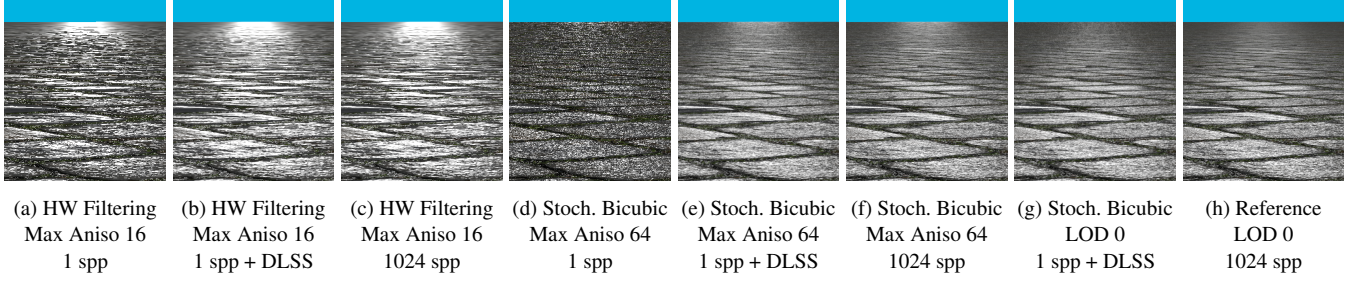 (a) HW Filtering
Max Aniso 16
1 spp
(b) HW Filtering
Max Aniso 16
1 spp + DLSS
(c) HW Filtering
Max Aniso 16
1024 spp
(d) Stoch. Bicubic
Max Aniso 64
1 spp
(e) Stoch. Bicubic
Max Aniso 64
1 spp + DLSS
(f) Stoch. Bicubic
Max Aniso 64
1024 spp
(g) Stoch. Bicubic
LOD 0
1 spp + DLSS
(h) Reference
LOD 0
1024 spp